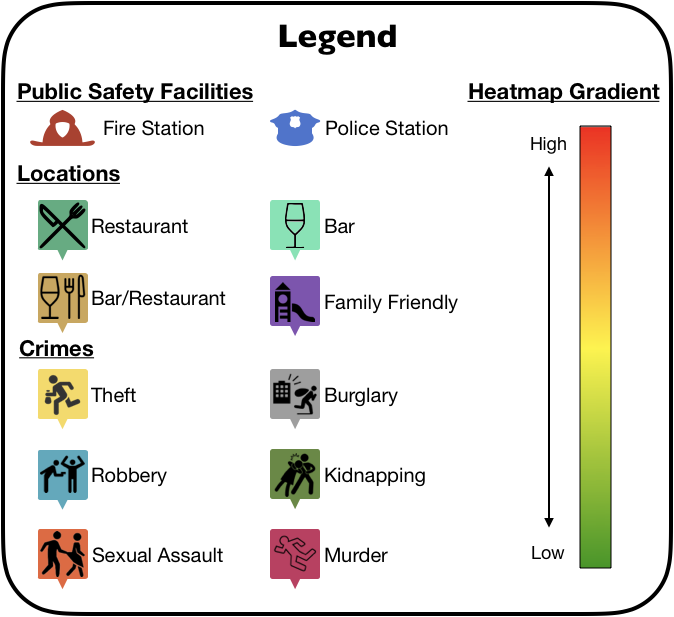 Legend
Public Safety Facilities
Heatmap Gradient
Fire Station
Police Station
High
Locations
Restaurant
Bar
Bar/Restaurant
Family Friendly
Crimes
Theft
Burglary
Robbery
Kidnapping
Sexual Assault
Murder
Low